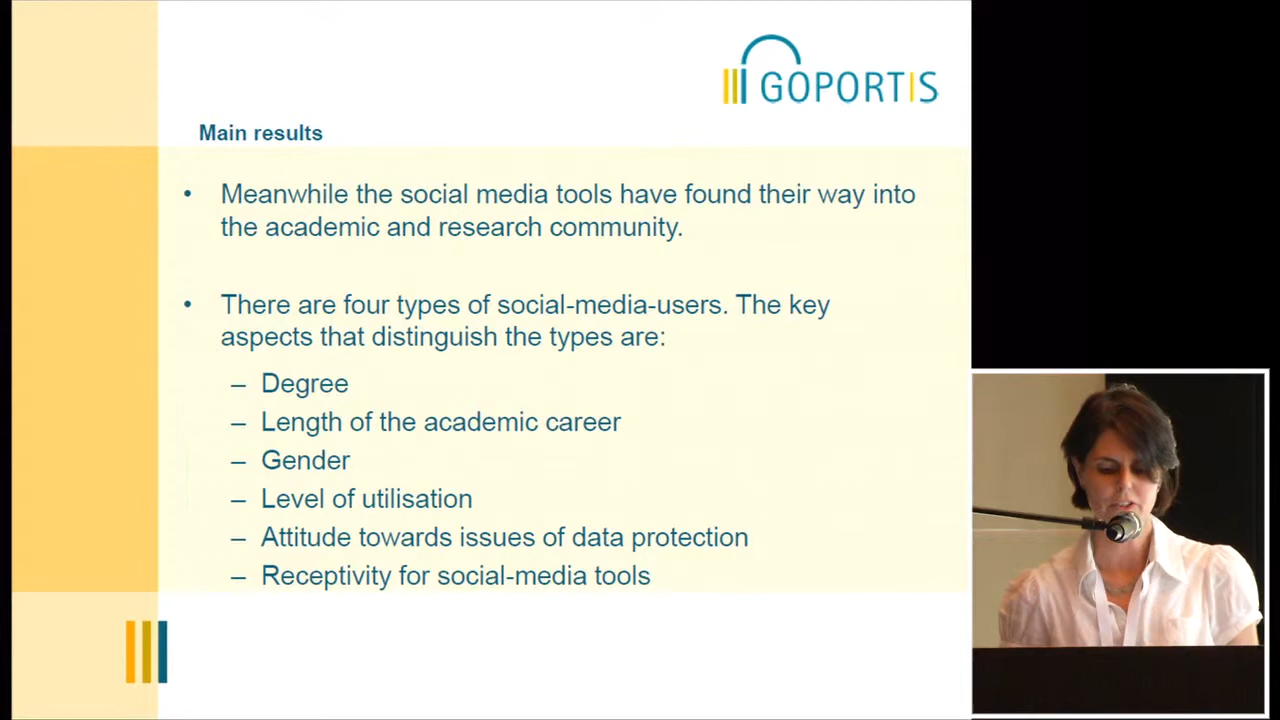 GOPORTIS
Main results
• Meanwhile the social media tools have found their way into
the academic and research community.
• There are four types of social-media-users. The key
aspects that distinguish the types are:
– Degree
– Length of the academic career
– Gender
– Level of utilisation
– Attitude towards issues of data protection
– Receptivity for social-media tools